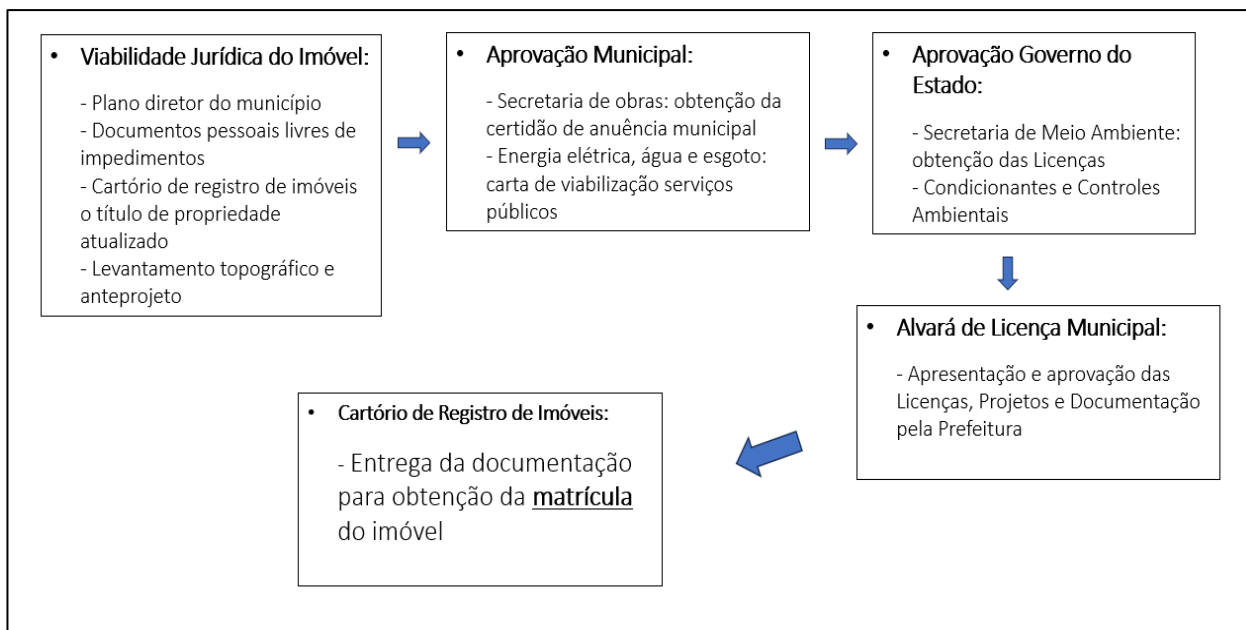 • Viabilidade Jurídica do Imóvel:
- Plano diretor do município
- Documentos pessoais livres de
impedimentos
- Cartório de registro de imóveis
o título de propriedade
atualizado
- Levantamento topográfico e
anteprojeto
• Aprovação Municipal:
- Secretaria de obras: obtenção da
certidão de anuência municipal
- Energia elétrica, água e esgoto:
carta de viabilização serviços
públicos
• Aprovação Governo do
Estado:
- Secretaria de Meio Ambiente:
obtenção das Licenças
- Condicionantes e Controles
Ambientais
• Alvará de Licença Municipal:
- Apresentação e aprovação das
Licenças, Projetos e Documentação
pela Prefeitura
• Cartório de Registro de Imóveis:
- Entrega da documentação
para obtenção da matrícula
do imóvel